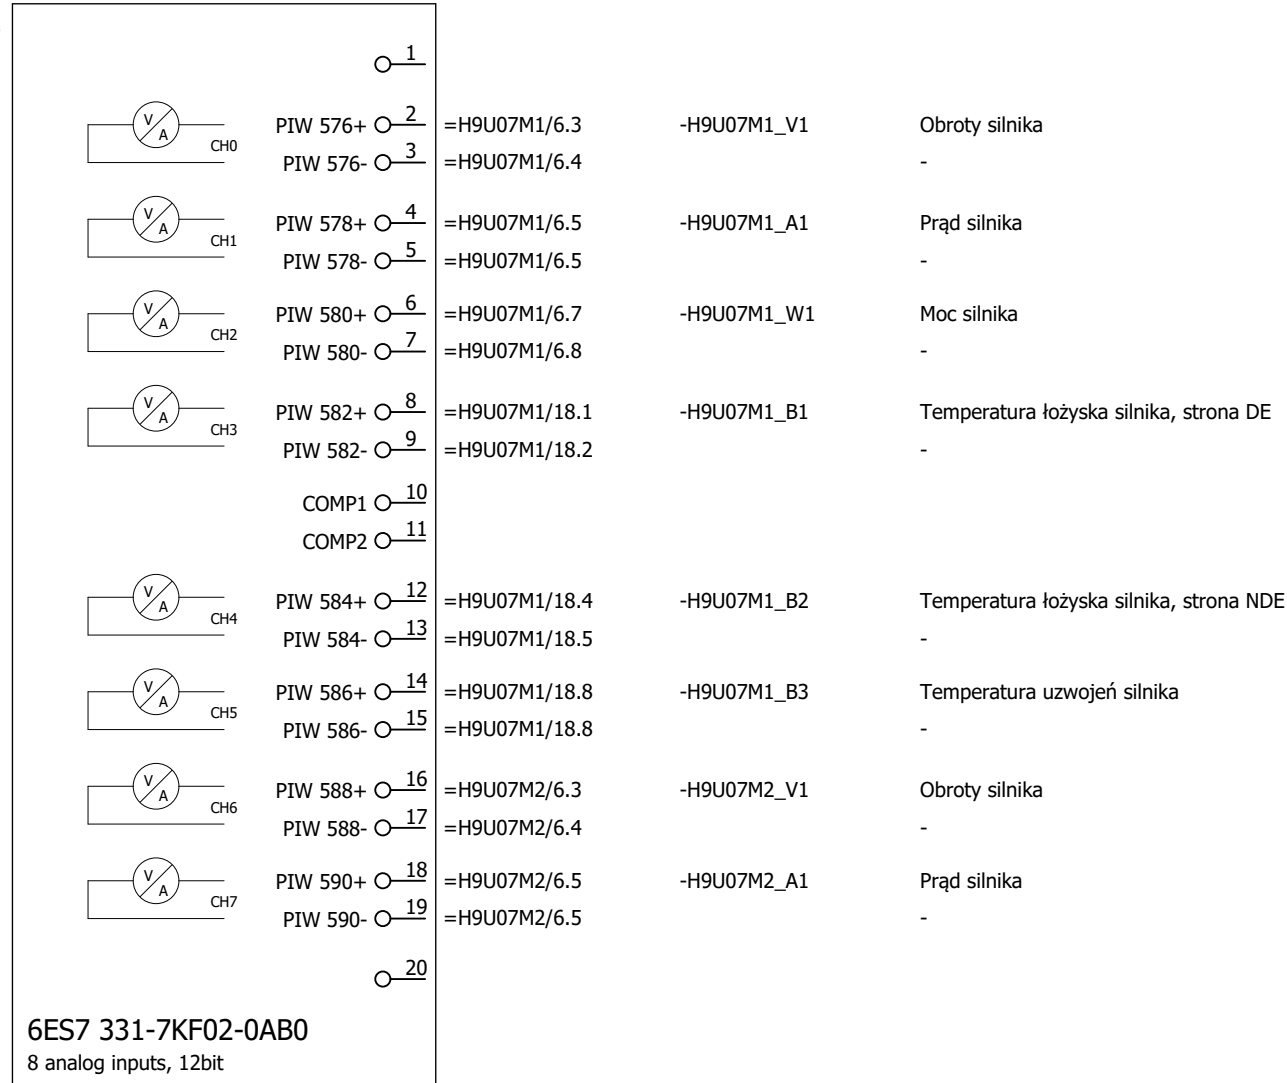 1
V A CH0 PIW 576+ 2 =H9U07M1/6.3 -H9U07M1_V1 Obroty silnika
PIW 576- 3 =H9U07M1/6.4 -
V A CH1 PIW 578+ 4 =H9U07M1/6.5 -H9U07M1_A1 Prąd silnika
PIW 578- 5 =H9U07M1/6.5 -
V A CH2 PIW 580+ 6 =H9U07M1/6.7 -H9U07M1_W1 Moc silnika
PIW 580- 7 =H9U07M1/6.8 -
V A CH3 PIW 582+ 8 =H9U07M1/18.1 -H9U07M1_B1 Temperatura łożyska silnika, strona DE
PIW 582- 9 =H9U07M1/18.2 -
COMP1 10
COMP2 11
V A CH4 PIW 584+ 12 =H9U07M1/18.4 -H9U07M1_B2 Temperatura łożyska silnika, strona NDE
PIW 584- 13 =H9U07M1/18.5 -
V A CH5 PIW 586+ 14 =H9U07M1/18.8 -H9U07M1_B3 Temperatura uzwojeń silnika
PIW 586- 15 =H9U07M1/18.8 -
V A CH6 PIW 588+ 16 =H9U07M2/6.3 -H9U07M2_V1 Obroty silnika
PIW 588- 17 =H9U07M2/6.4 -
V A CH7 PIW 590+ 18 =H9U07M2/6.5 -H9U07M2_A1 Prąd silnika
PIW 590- 19 =H9U07M2/6.5 -
20
6ES7 331-7KF02-0AB0
8 analog inputs, 12bit